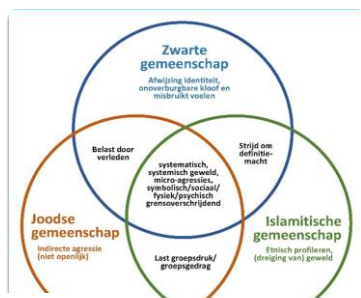 Zwarte
gemeenschap
Afwijzing identiteit,
onoverbrugbare kloof en
misbruikt voelen
Belast door
verleden
Strijd om
definitie-
macht
systematisch,
systemisch geweld,
micro-agressies,
symbolisch/sociaal/
fysiek/psychisch
grensoverschrijdend
Joodse
gemeenschap
Indirecte agressie
(niet openlijk)
Islamitische
gemeenschap
Etnisch profileren,
(dreiging van) geweld
Last groepsdruk/
groepsgedrag